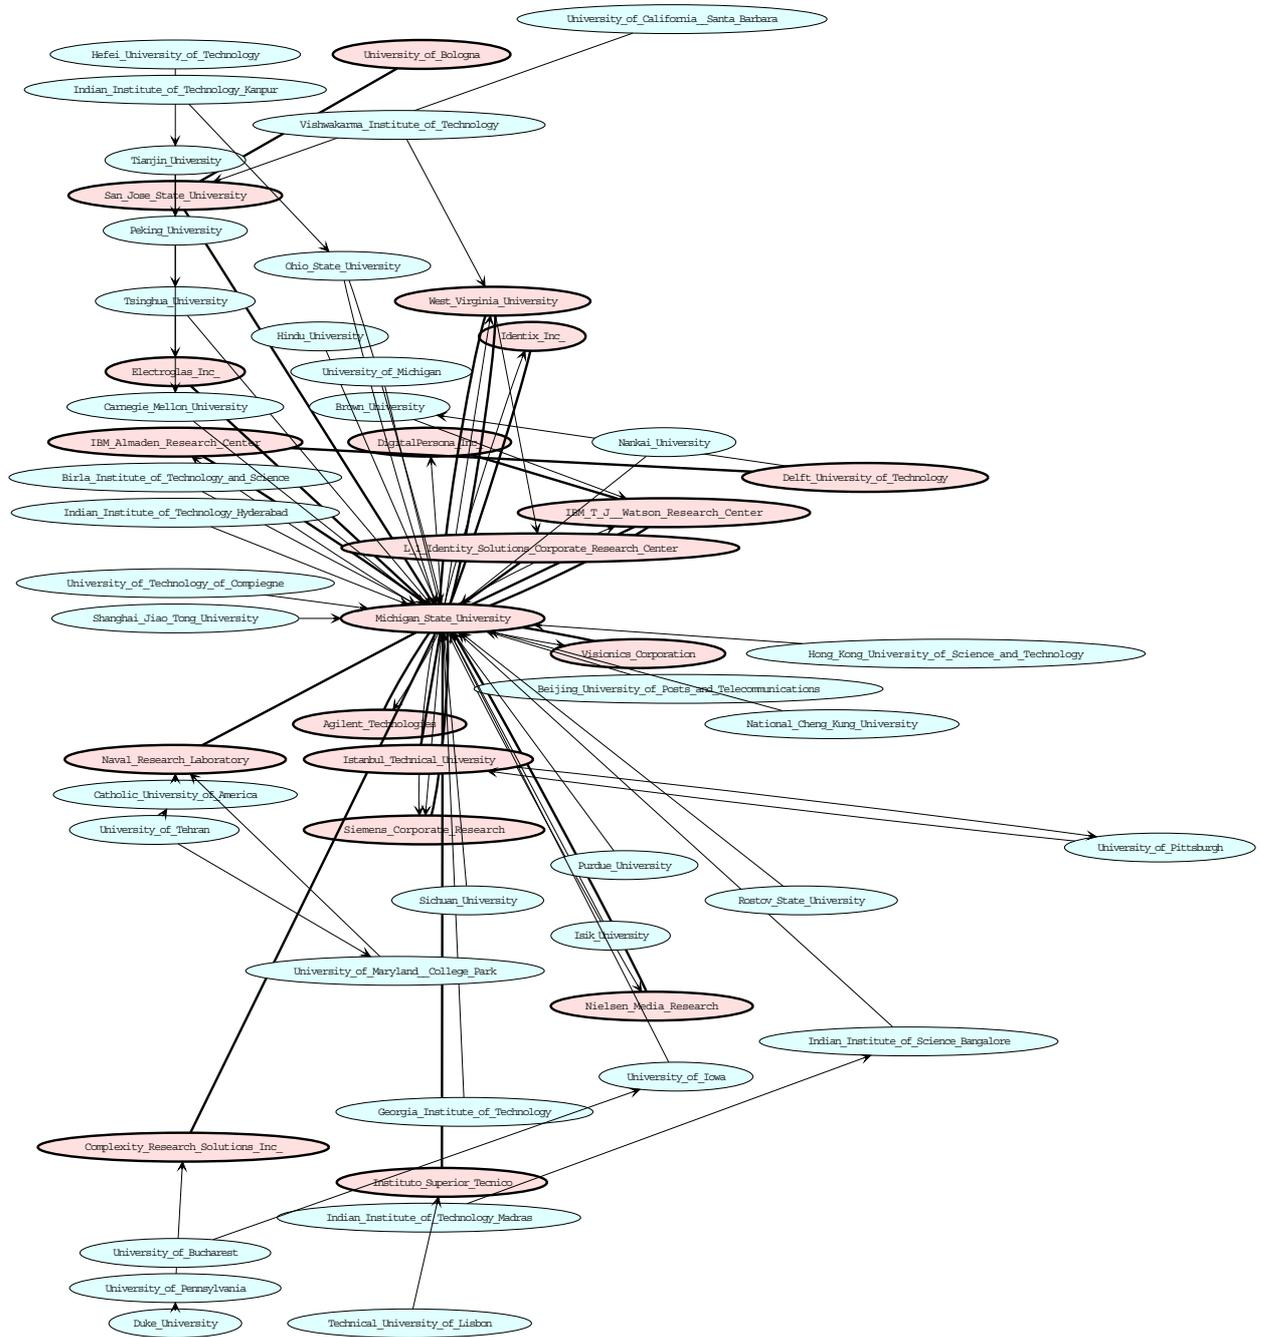 University_of_California__Santa_Barbara
Hefei_University_of_Technology
University_of_Bologna
Indian_Institute_of_Technology_Kanpur
Vishwakarma_Institute_of_Technology
Tianjin_University
San_Jose_State_University
Peking_University
Ohio_State_University
Tsinghua_University
West_Virginia_University
Hindu_University
Identix_Inc_
Electroglas_Inc_
University_of_Michigan
Carnegie_Mellon_University
Brown_University
IBM_Almaden_Research_Center
DigitalPersona_Inc_
Nankai_University
Birla_Institute_of_Technology_and_Science
Delft_University_of_Technology
Indian_Institute_of_Technology_Hyderabad
IBM_T_J__Watson_Research_Center
L_1_Identity_Solutions_Corporate_Research_Center
University_of_Technology_of_Compiegne
Shanghai_Jiao_Tong_University
Michigan_State_University
Visionics_Corporation
Hong_Kong_University_of_Science_and_Technology
Beijing_University_of_Posts_and_Telecommunications
Agilent_Technologies
National_Cheng_Kung_University
Naval_Research_Laboratory
Istanbul_Technical_University
Catholic_University_of_America
University_of_Tehran
Siemens_Corporate_Research
University_of_Pittsburgh
Purdue_University
Sichuan_University
Rostov_State_University
Isik_University
University_of_Maryland__College_Park
Nielsen_Media_Research
Indian_Institute_of_Science_Bangalore
University_of_Iowa
Georgia_Institute_of_Technology
Complexity_Research_Solutions_Inc_
Instituto_Superior_Tecnico
Indian_Institute_of_Technology_Madras
University_of_Bucharest
University_of_Pennsylvania
Duke_University
Technical_University_of_Lisbon